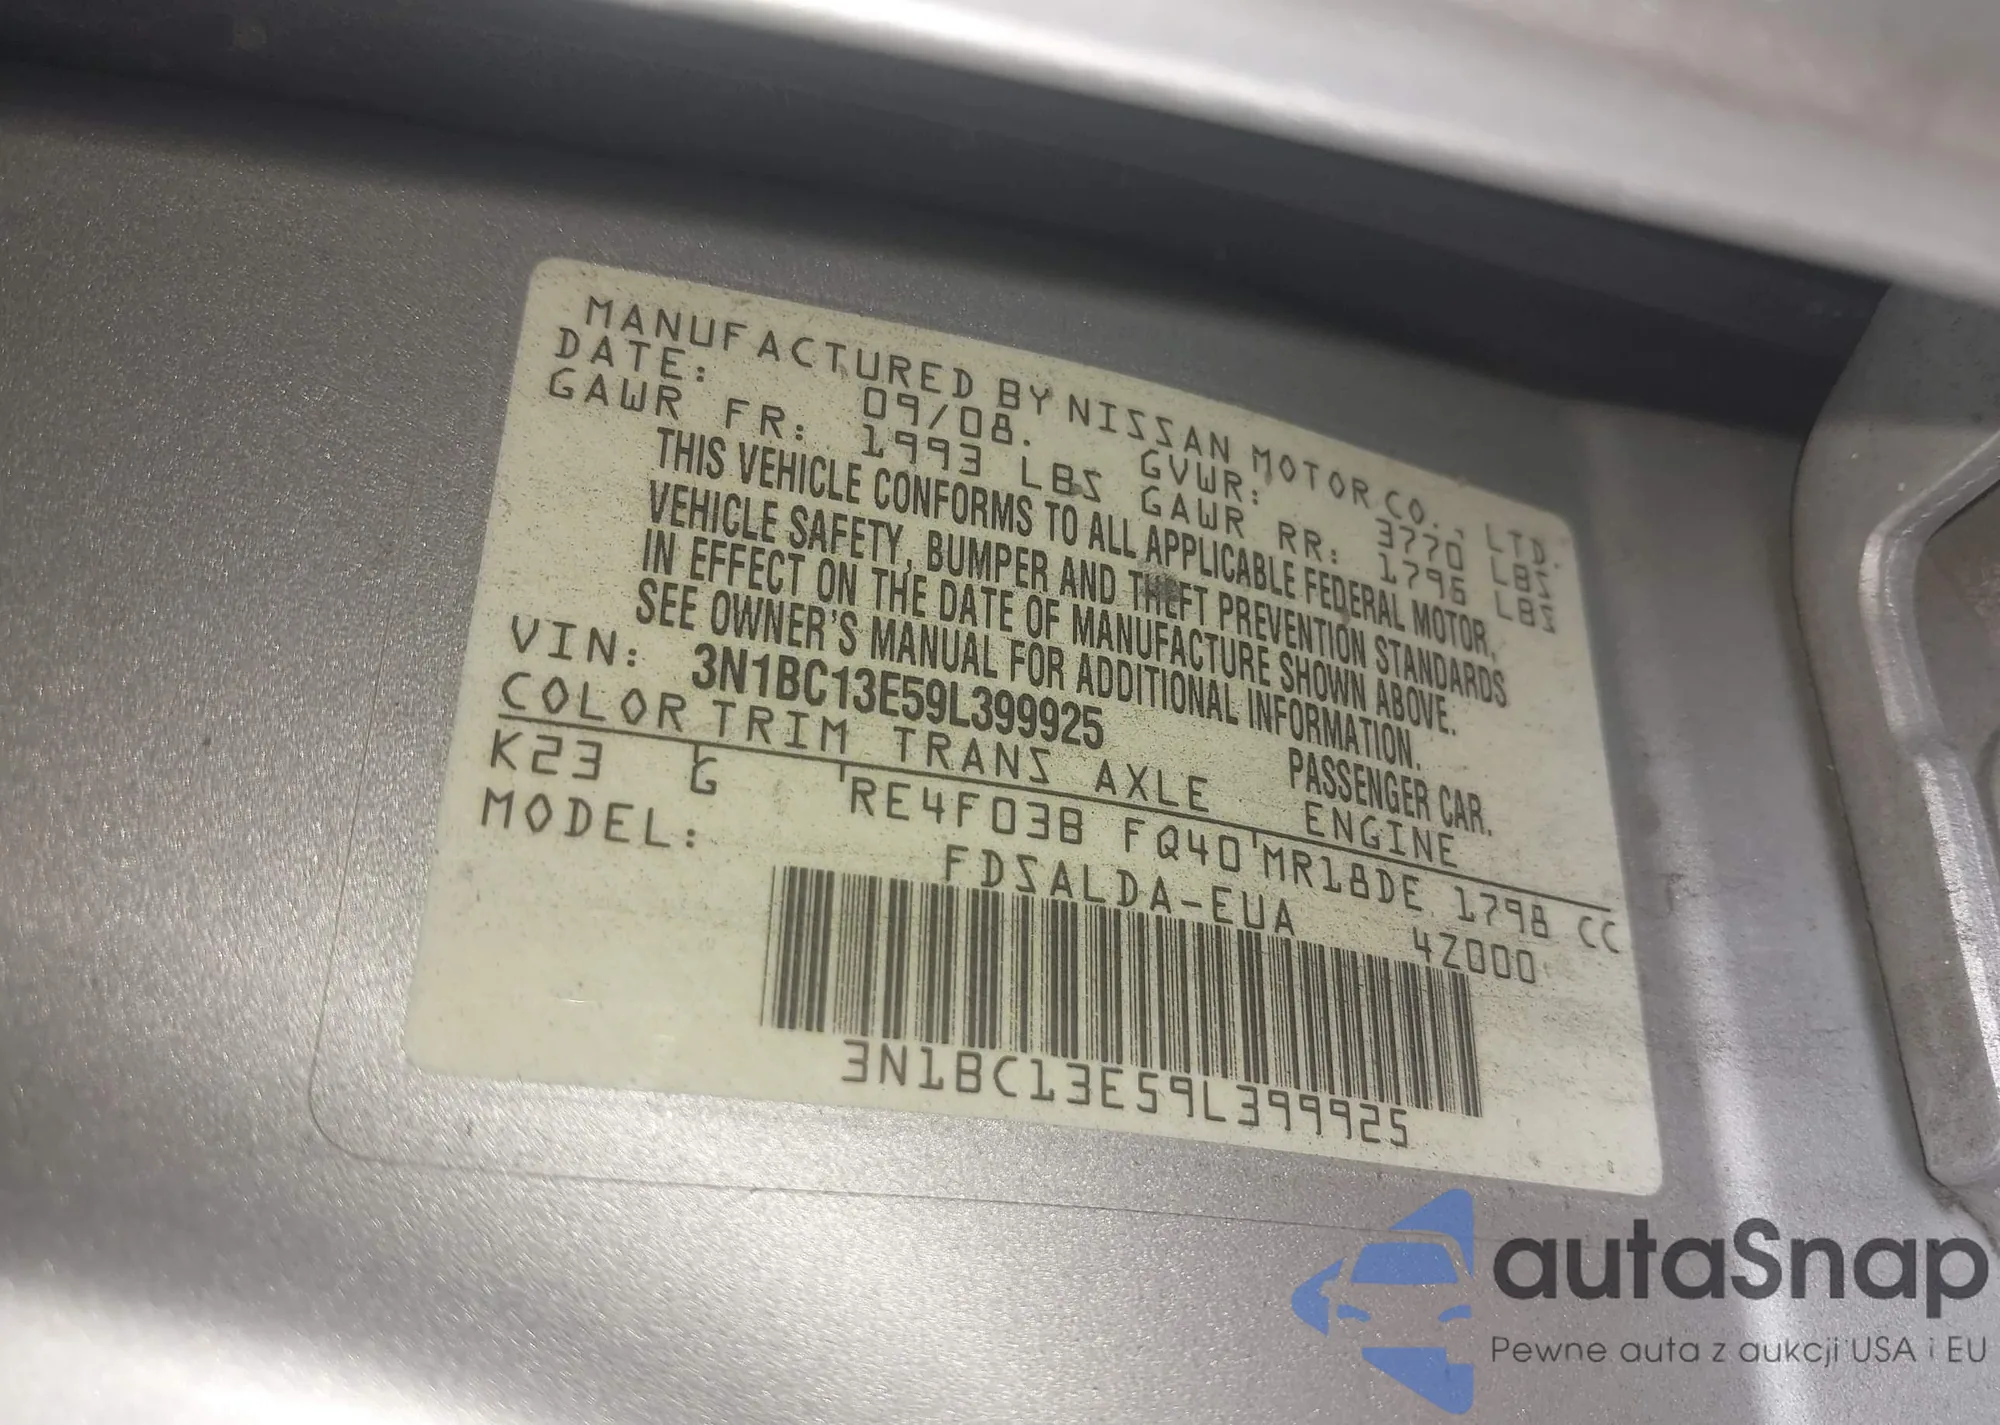 MANUFACTURED BY NISSAN MOTOR CO., LTD.
DATE: 09/08. GVWR: 3770 LBS
GAWR FR: 1993 LBS GAWR RR: 1796 LBS
THIS VEHICLE CONFORMS TO ALL APPLICABLE FEDERAL MOTOR,
VEHICLE SAFETY, BUMPER AND THEFT PREVENTION STANDARDS
IN EFFECT ON THE DATE OF MANUFACTURE SHOWN ABOVE.
SEE OWNER'S MANUAL FOR ADDITIONAL INFORMATION.
VIN: 3N1BC13E59L399925 PASSENGER CAR.
COLOR TRIM TRANS AXLE ENGINE
K23 G RE4F03B FQ40 MR18DE 1798 CC
MODEL: FDSALDA-EUA 4Z000
3N1BC13E59L399925
autaSnap
Pewne auta z aukcji USA i EU